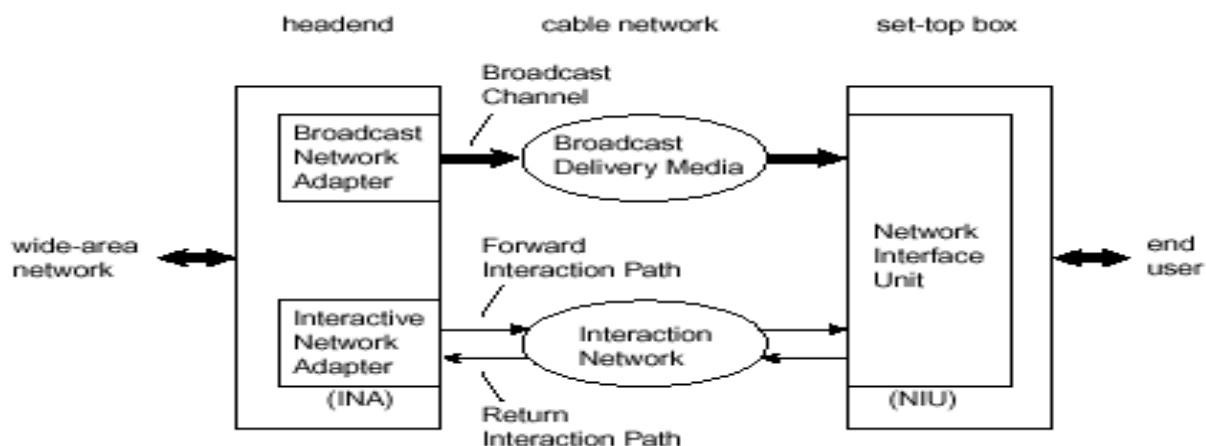 headend
cable network
set-top box
Broadcast
Channel
Broadcast
Network
Adapter
Broadcast
Delivery Media
wide-area
network
Forward
Interaction Path
Network
Interface
Unit
end
user
Interactive
Network
Adapter
Interaction
Network
(INA)
(NIU)
Return
Interaction Path